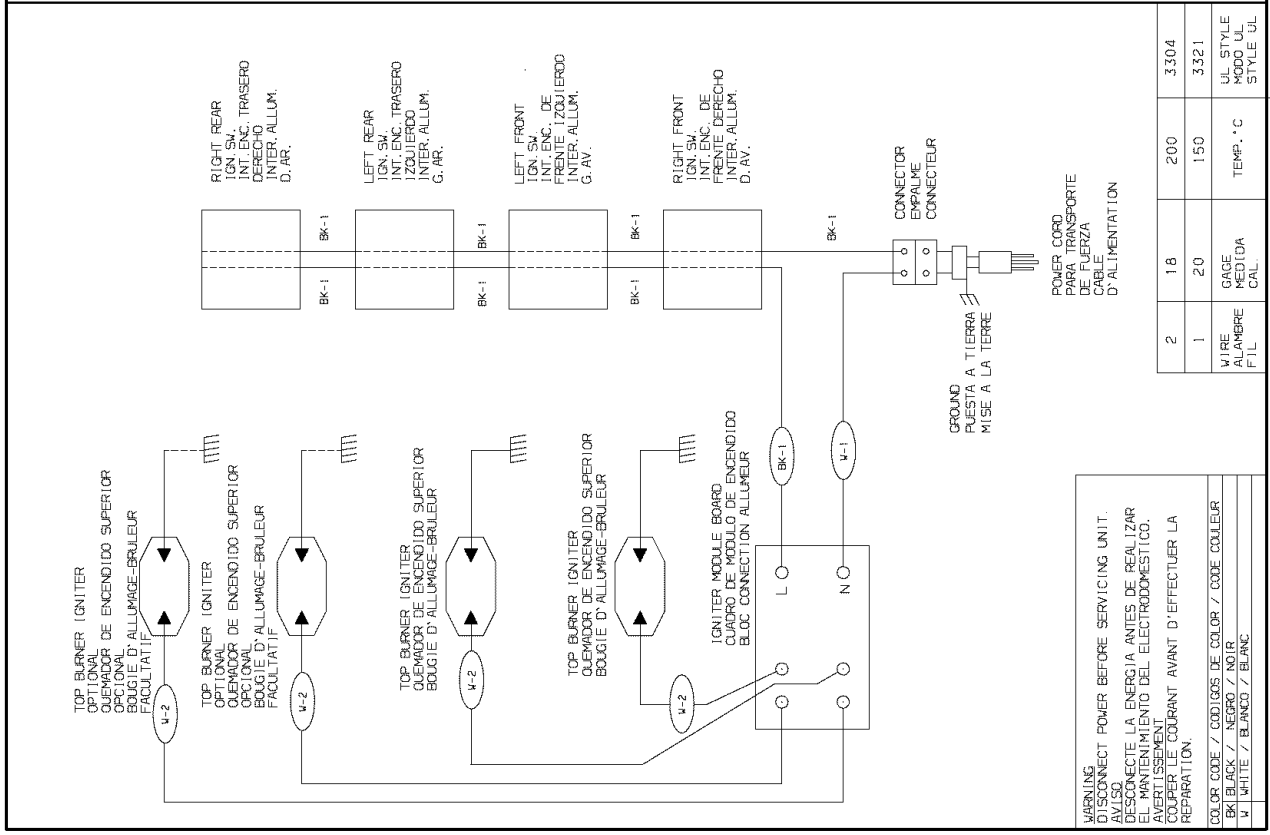 TOP BURNER IGNITER
OPTIONAL
QUEMADOR DE ENCENDIDO SUPERIOR
OPCIONAL
BOUGIE D'ALLUMAGE-BRULEUR
FACULTATIF
W-2
TOP BURNER IGNITER
OPTIONAL
QUEMADOR DE ENCENDIDO SUPERIOR
OPCIONAL
BOUGIE D'ALLUMAGE-BRULEUR
FACULTATIF
W-2
TOP BURNER IGNITER
QUEMADOR DE ENCENDIDO SUPERIOR
BOUGIE D'ALLUMAGE-BRULEUR
W-2
TOP BURNER IGNITER
QUEMADOR DE ENCENDIDO SUPERIOR
BOUGIE D'ALLUMAGE-BRULEUR
W-2
RIGHT REAR
IGN. SW.
INT. ENC. TRASERO
DERECHO
INTER. ALLUM.
D. AR.
BK-1
BK-1
LEFT REAR
IGN. SW.
INT. ENC. TRASERO
IZQUIERDO
INTER. ALLUM.
G. AR.
BK-1
BK-1
LEFT FRONT
IGN. SW.
INT. ENC. DE
FRENTE IZQUIERDO
INTER. ALLUM.
G. AV.
BK-1
BK-1
RIGHT FRONT
IGN. SW.
INT. ENC. DE
FRENTE DERECHO
INTER. ALLUM.
D. AV.
BK-1
IGNITER MODULE BOARD
CUADRO DE MODULO DE ENCENDIDO
BLOC CONNECTION ALLUMEUR
L
N
BK-1
W-1
CONNECTOR
EMPALME
CONNECTEUR
GROUND
PUESTA A TIERRA
MISE A LA TERRE
POWER CORD
PARA TRANSPORTE
DE FUERZA
CABLE
D'ALIMENTATION
WARNING
DISCONNECT POWER BEFORE SERVICING UNIT.
AVISO
DESCONECTE LA ENERGIA ANTES DE REALIZAR
EL MANTENIMIENTO DEL ELECTRODOMESTICO.
AVERTISSEMENT
COUPER LE COURANT AVANT D'EFFECTUER LA
REPARATION.
COLOR CODE / CODIGOS DE COLOR / CODE COULEUR
BK BLACK / NEGRO / NOIR
W WHITE / BLANCO / BLANC
2 18 200 3304
1 20 150 3321
WIRE
ALAMBRE
FIL
GAGE
MEDIDA
CAL.
TEMP. °C
UL STYLE
MODO UL
STYLE UL